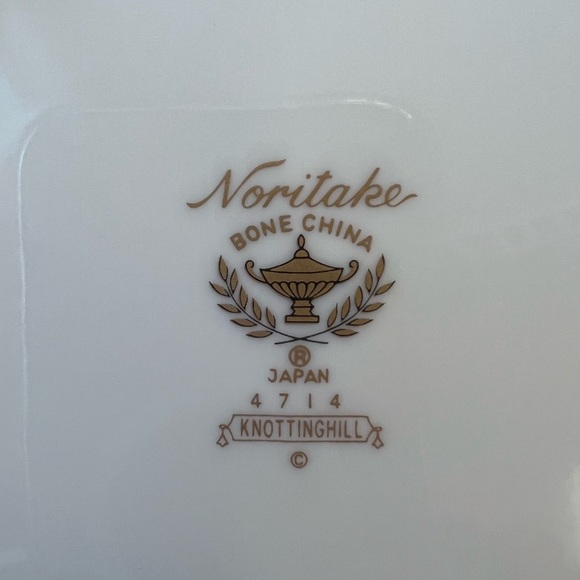 Noritake
BONE CHINA
®
JAPAN
4714
KNOTTINGHILL
©